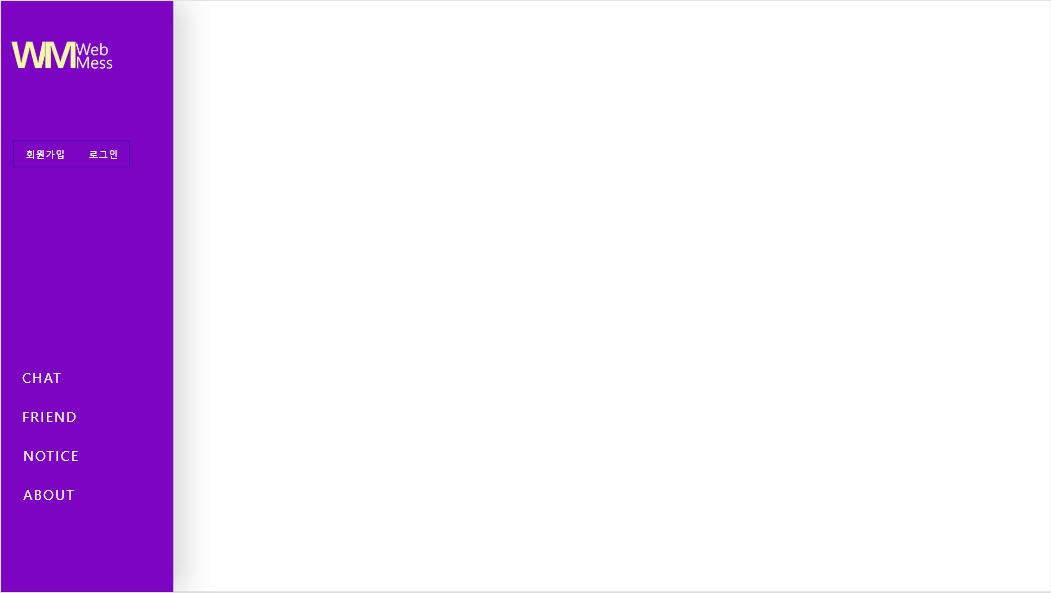 WM Web
Mess
회원가입 로그인
CHAT
FRIEND
NOTICE
ABOUT